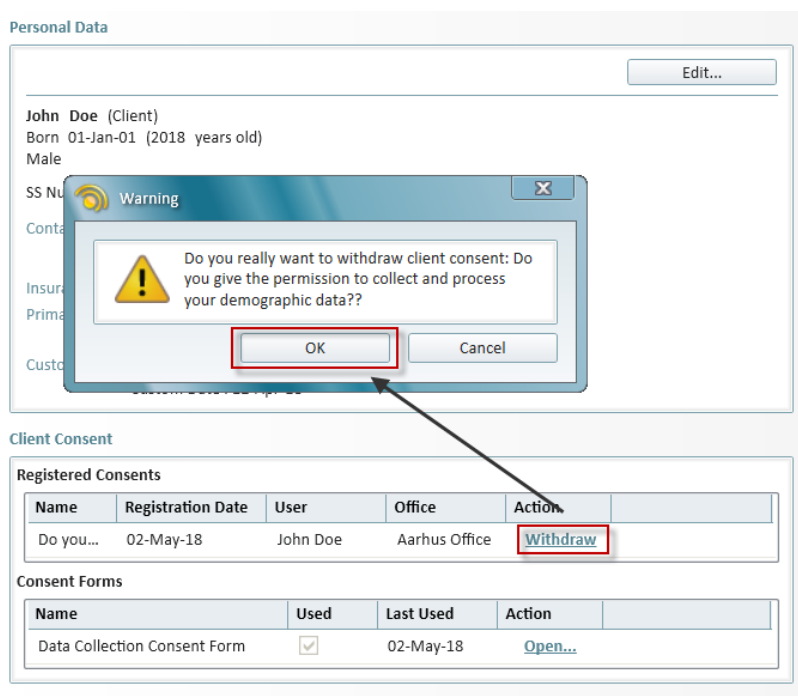 Personal Data
Edit...
John Doe (Client)
Born 01-Jan-01 (2018 years old)
Male
SS Nu
Warning
Conta
Do you really want to withdraw client consent: Do
you give the permission to collect and process
your demographic data??
Insura
Prima
OK Cancel
Custo
Client Consent
Registered Consents
Name Registration Date User Office Action
Do you... 02-May-18 John Doe Aarhus Office Withdraw
Consent Forms
Name Used Last Used Action
Data Collection Consent Form 02-May-18 Open...